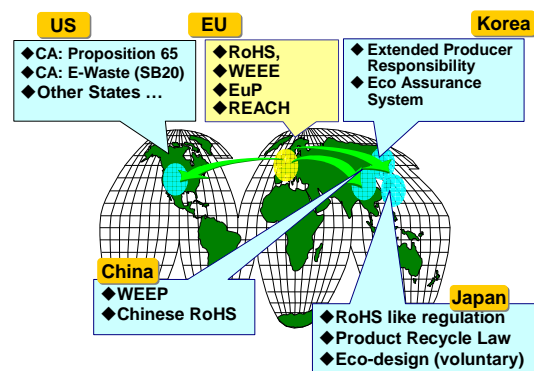 US
◆CA: Proposition 65
◆CA: E-Waste (SB20)
◆Other States …
EU
◆RoHS,
◆WEEE
◆EuP
◆REACH
Korea
◆Extended Producer
Responsibility
◆Eco Assurance
System
China
◆WEEP
◆Chinese RoHS
Japan
◆RoHS like regulation
◆Product Recycle Law
◆Eco-design (voluntary)